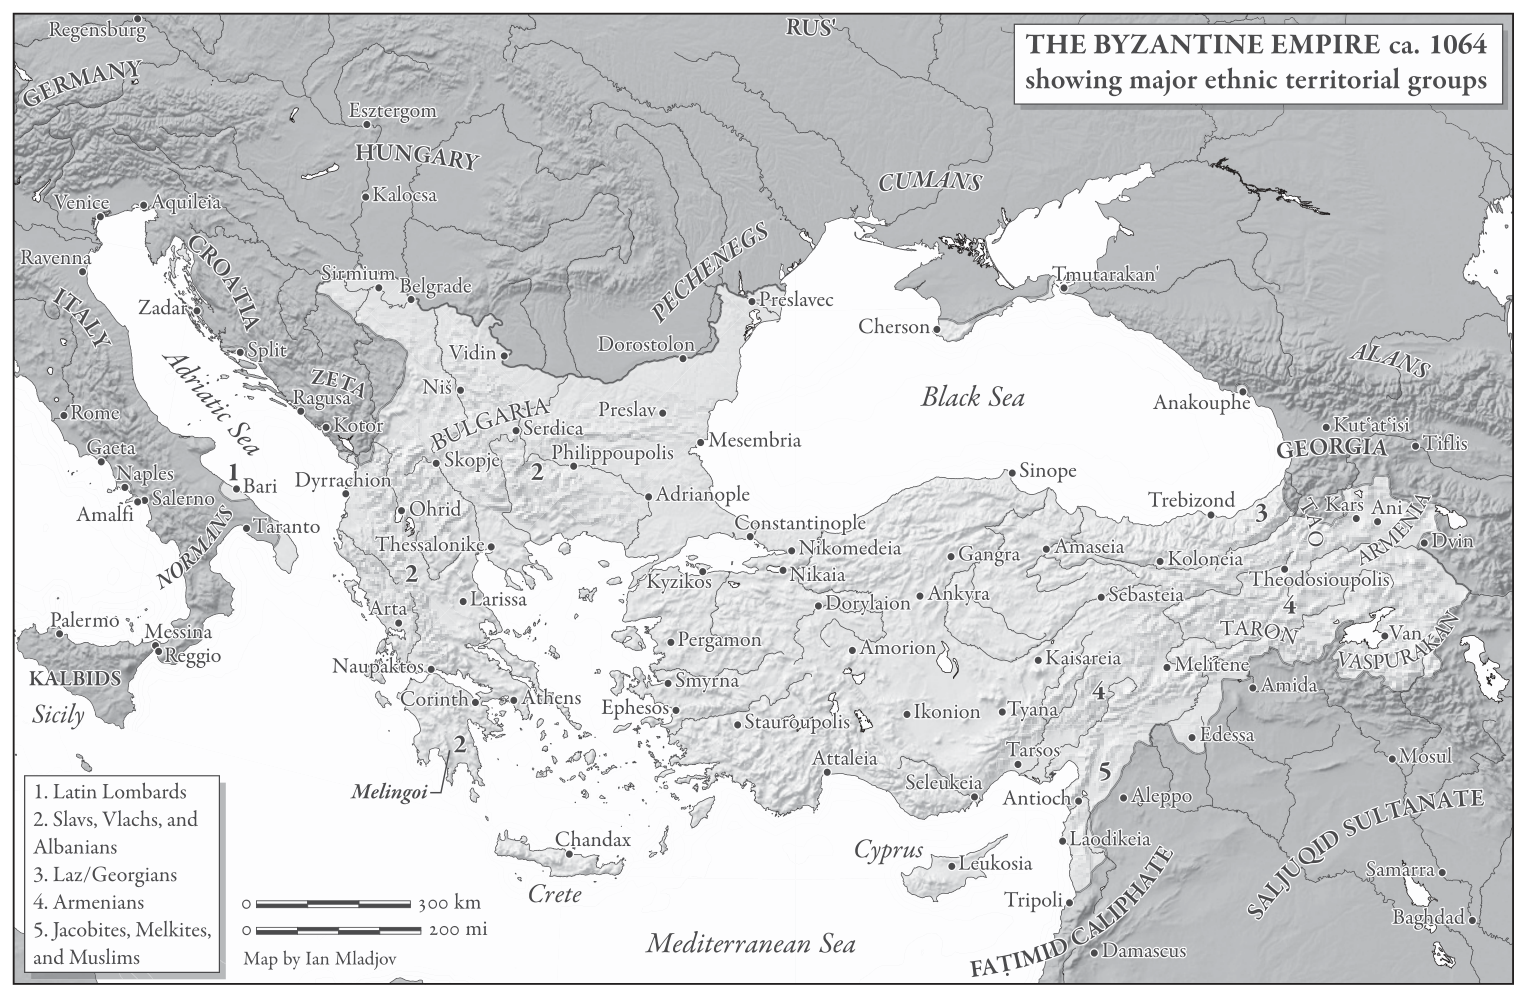 THE BYZANTINE EMPIRE ca. 1064
showing major ethnic territorial groups
RUS'
Regensburg
GERMANY
Esztergom
HUNGARY
Kalocsa
CUMANS
PECHENEGS
Venice
Aquileia
CROATIA
Ravenna
ITALY
Zadar
Split
Adriatic Sea
ZETA
Ragusa
Kotor
Sirmium
Belgrade
Preslavec
Tmutarakan'
Cherson
Vidin
Dorostolon
Niš
BULGARIA
Preslav
Serdica
Black Sea
ALANS
Anakouphe
Kut'at'isi
GEORGIA
Tiflis
Rome
Gaeta
Naples
Salerno
Amalfi
1
Bari
Taranto
NORMANS
Dyrrachion
Skopje
2
Philippoupolis
Mesembria
Adrianople
Ohrid
Constantinople
Sinope
Trebizond
3
TAO
Kars
Ani
ARMENIA
Dvin
Thessalonike
2
Nikomedeia
Kyzikos
Nikaia
Gangra
Amaseia
Koloneia
Theodosioupolis
4
Arta
Larissa
Dorylaion
Ankyra
Sebasteia
TARON
Van
VASPURAKAN
Palermo
Messina
Reggio
KALBIDS
Sicily
Pergamon
Amorion
Kaisareia
Melitene
Naupaktos
Corinth
Athens
Smyrna
Ephesos
Stauroupolis
Ikonion
Tyana
4
Amida
2
Melingoi
Attaleia
Tarsos
Seleukeia
5
Edessa
Mosul
Antioch
Aleppo
SALJUQID SULTANATE
Chandax
Crete
Cyprus
Leukosia
Laodikeia
Tripoli
FAṬIMID CALIPHATE
Damascus
Samarra
Baghdad
Mediterranean Sea
1. Latin Lombards
2. Slavs, Vlachs, and
Albanians
3. Laz/Georgians
4. Armenians
5. Jacobites, Melkites,
and Muslims
0 300 km
0 200 mi
Map by Ian Mladjov